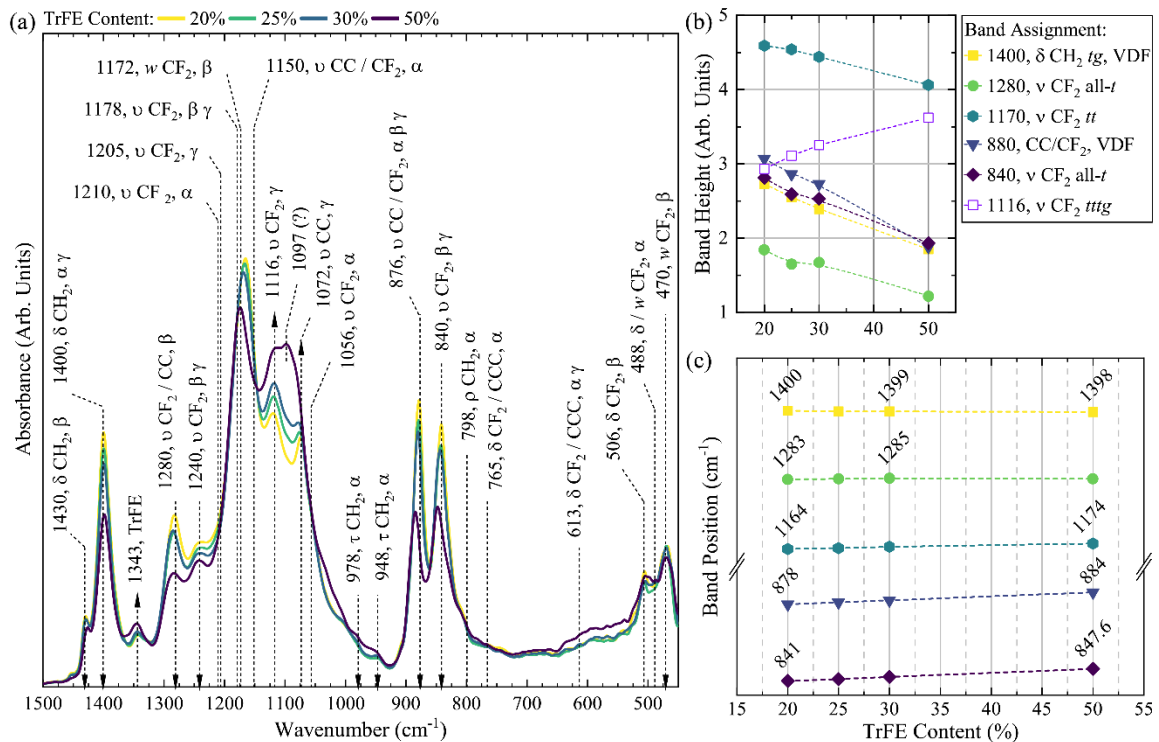 TrFE Content: 20% 25% 30% 50%
(a)
1172, w CF2, β
1178, υ CF2, β γ
1205, υ CF2, γ
1210, υ CF2, α
1150, υ CC / CF2, α
1430, δ CH2, β
1400, δ CH2, α γ
1343, TrFE
1280, υ CF2 / CC, β
1240, υ CF2, β γ
1116, υ CF2, γ
1097 (?)
1072, υ CC, γ
1056, υ CF2, α
978, τ CH2, α
948, τ CH2, α
876, υ CC / CF2, α β γ
840, υ CF2, β γ
798, ρ CH2, α
765, δ CF2 / CCC, α
613, δ CF2 / CCC, α γ
506, δ CF2, β
488, δ / w CF2, α
470, w CF2, β
Absorbance (Arb. Units)
1500 1400 1300 1200 1100 1000 900 800 700 600 500
Wavenumber (cm-1)
(b)
5
4
3
2
1
Band Height (Arb. Units)
20 30 40 50
Band Assignment:
1400, δ CH2 tg, VDF
1280, ν CF2 all-t
1170, ν CF2 tt
880, CC/CF2, VDF
840, ν CF2 all-t
1116, ν CF2 tttg
(c)
1400 1399 1398
1283 1285
1164 1174
878 884
841 847.6
Band Position (cm-1)
15 20 25 30 35 40 45 50 55
TrFE Content (%)